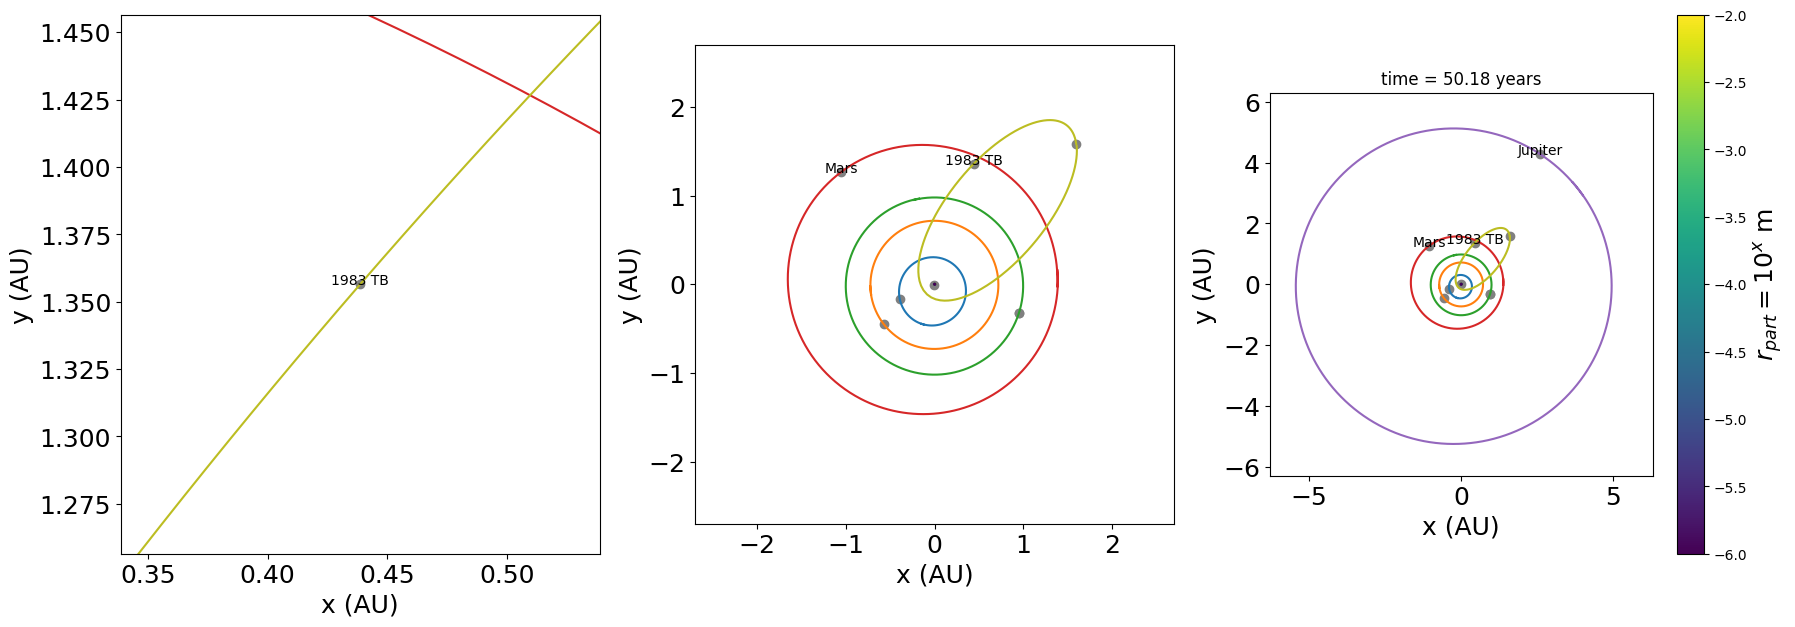 1.450
1.425
1.400
1.375
1.350
1.325
1.300
1.275
0.35 0.40 0.45 0.50
x (AU)
y (AU)
1983 TB
2
1
0
−1
−2
−2 −1 0 1 2
x (AU)
y (AU)
Mars
1983 TB
time = 50.18 years
6
4
2
0
−2
−4
−6
−5 0 5
x (AU)
y (AU)
Jupiter
Mars
1983 TB
−2.0
−2.5
−3.0
−3.5
−4.0
−4.5
−5.0
−5.5
−6.0
r_{part} = 10^x m